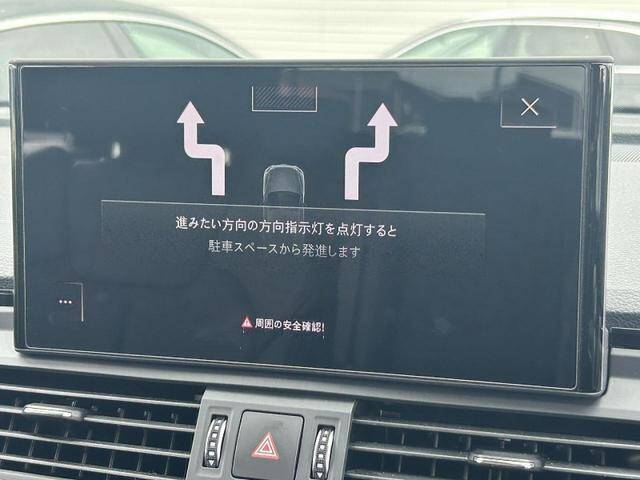 進みたい方向の方向指示灯を点灯すると
駐車スペースから発進します
周囲の安全確認!